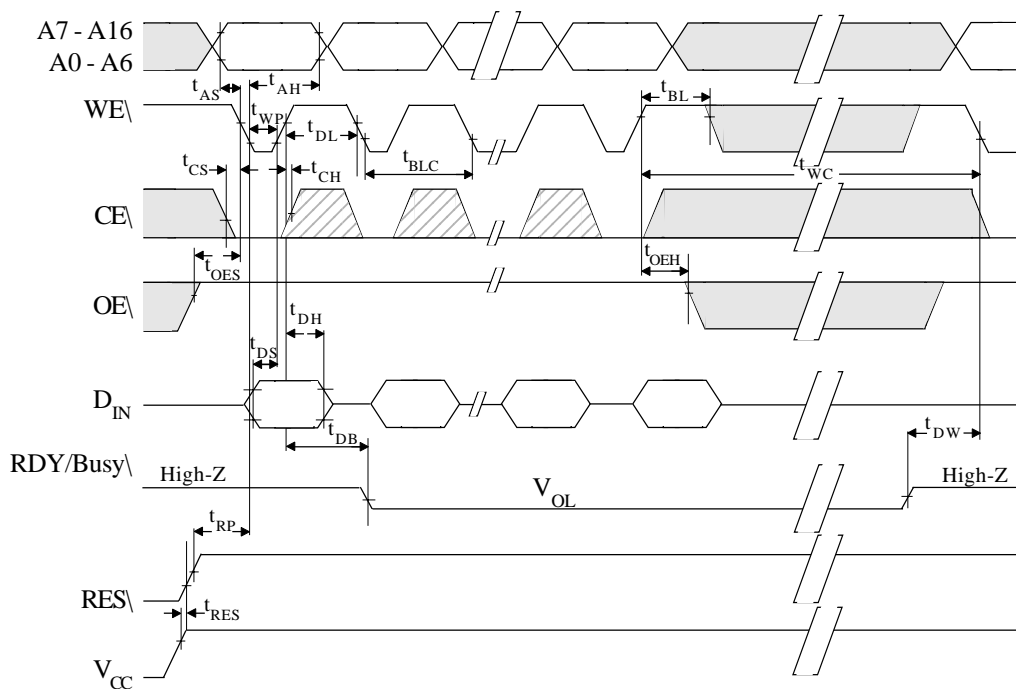 A7 - A16
A0 - A6
tAS
tAH
tBL
WE\
tWP
tDL
tBLC
tWC
tCS
tCH
CE\
tOES
tOEH
OE\
tDH
tDS
DIN
tDB
tDW
RDY/Busy\
High-Z
VOL
High-Z
tRP
RES\
tRES
VCC